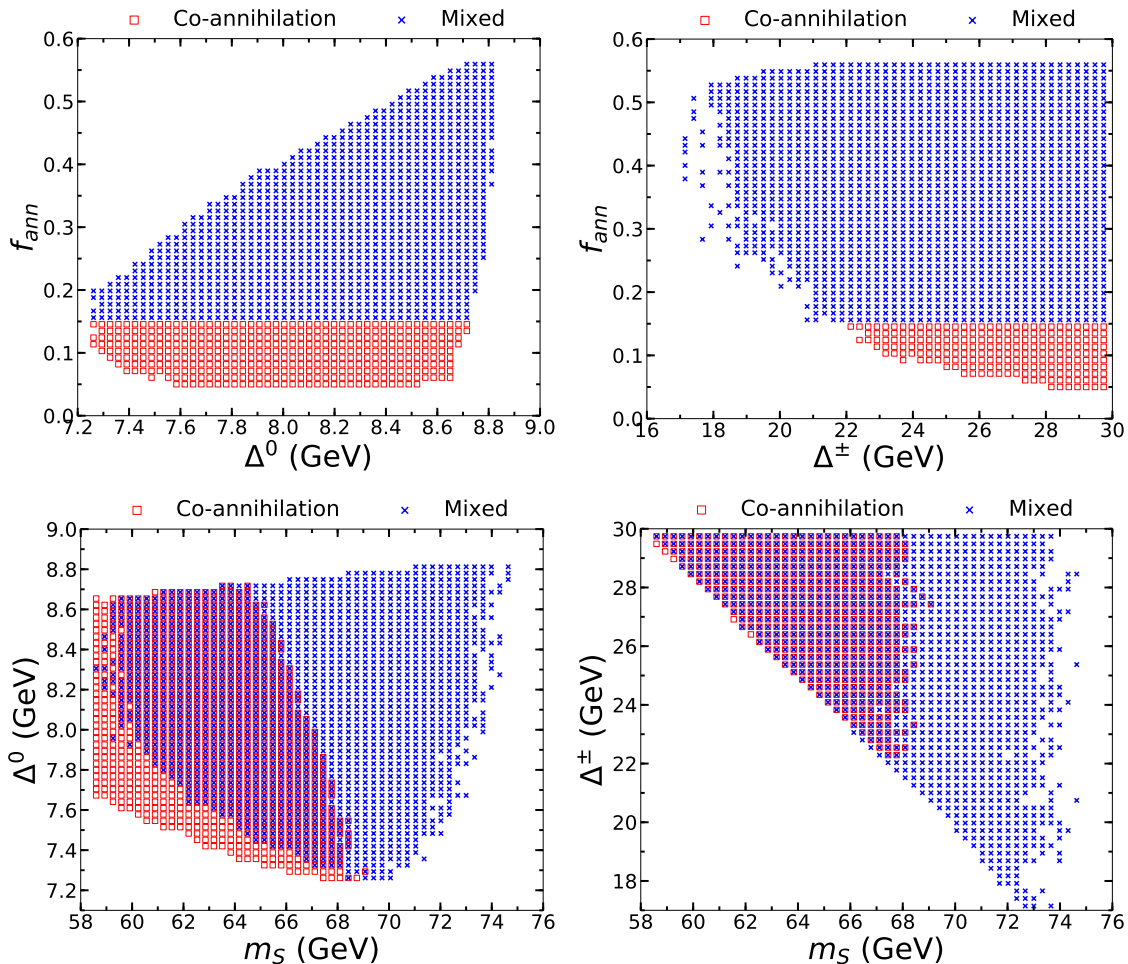 Co-annihilation Mixed
0.6
0.5
0.4
0.3
0.2
0.1
0.0
f_ann
7.2 7.4 7.6 7.8 8.0 8.2 8.4 8.6 8.8 9.0
Δ⁰ (GeV)
Co-annihilation Mixed
0.6
0.5
0.4
0.3
0.2
0.1
0.0
f_ann
16 18 20 22 24 26 28 30
Δ± (GeV)
Co-annihilation Mixed
9.0
8.8
8.6
8.4
8.2
8.0
7.8
7.6
7.4
7.2
Δ⁰ (GeV)
58 60 62 64 66 68 70 72 74 76
m_S (GeV)
Co-annihilation Mixed
30
28
26
24
22
20
18
Δ± (GeV)
58 60 62 64 66 68 70 72 74 76
m_S (GeV)